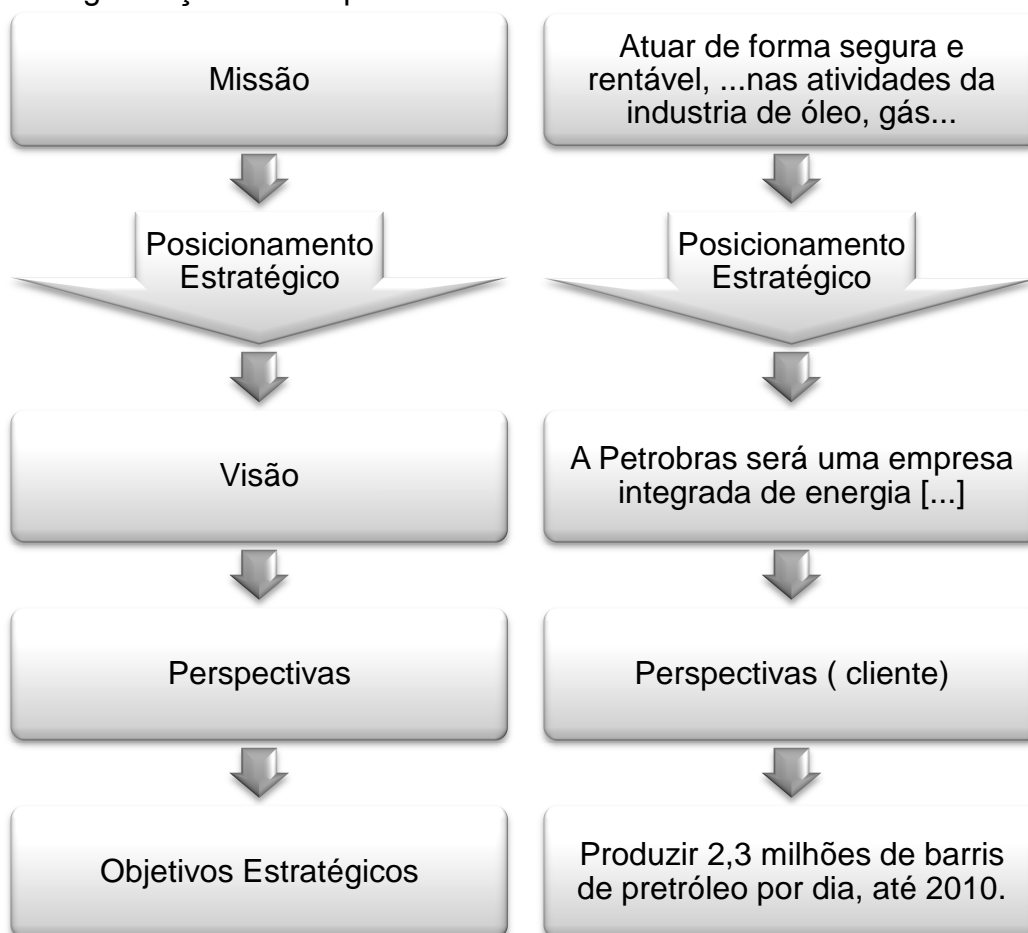 Missão
Atuar de forma segura e
rentável, ...nas atividades da
industria de óleo, gás...
Posicionamento
Estratégico
Posicionamento
Estratégico
Visão
A Petrobras será uma empresa
integrada de energia [...]
Perspectivas
Perspectivas ( cliente)
Objetivos Estratégicos
Produzir 2,3 milhões de barris
de pretróleo por dia, até 2010.